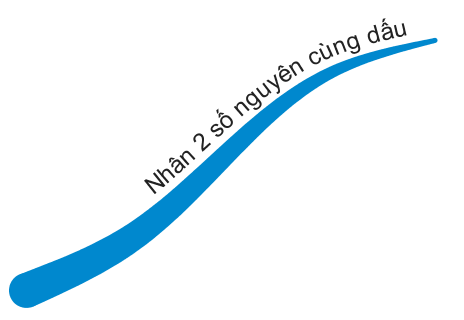 Nhân 2 số nguyên cùng dấu